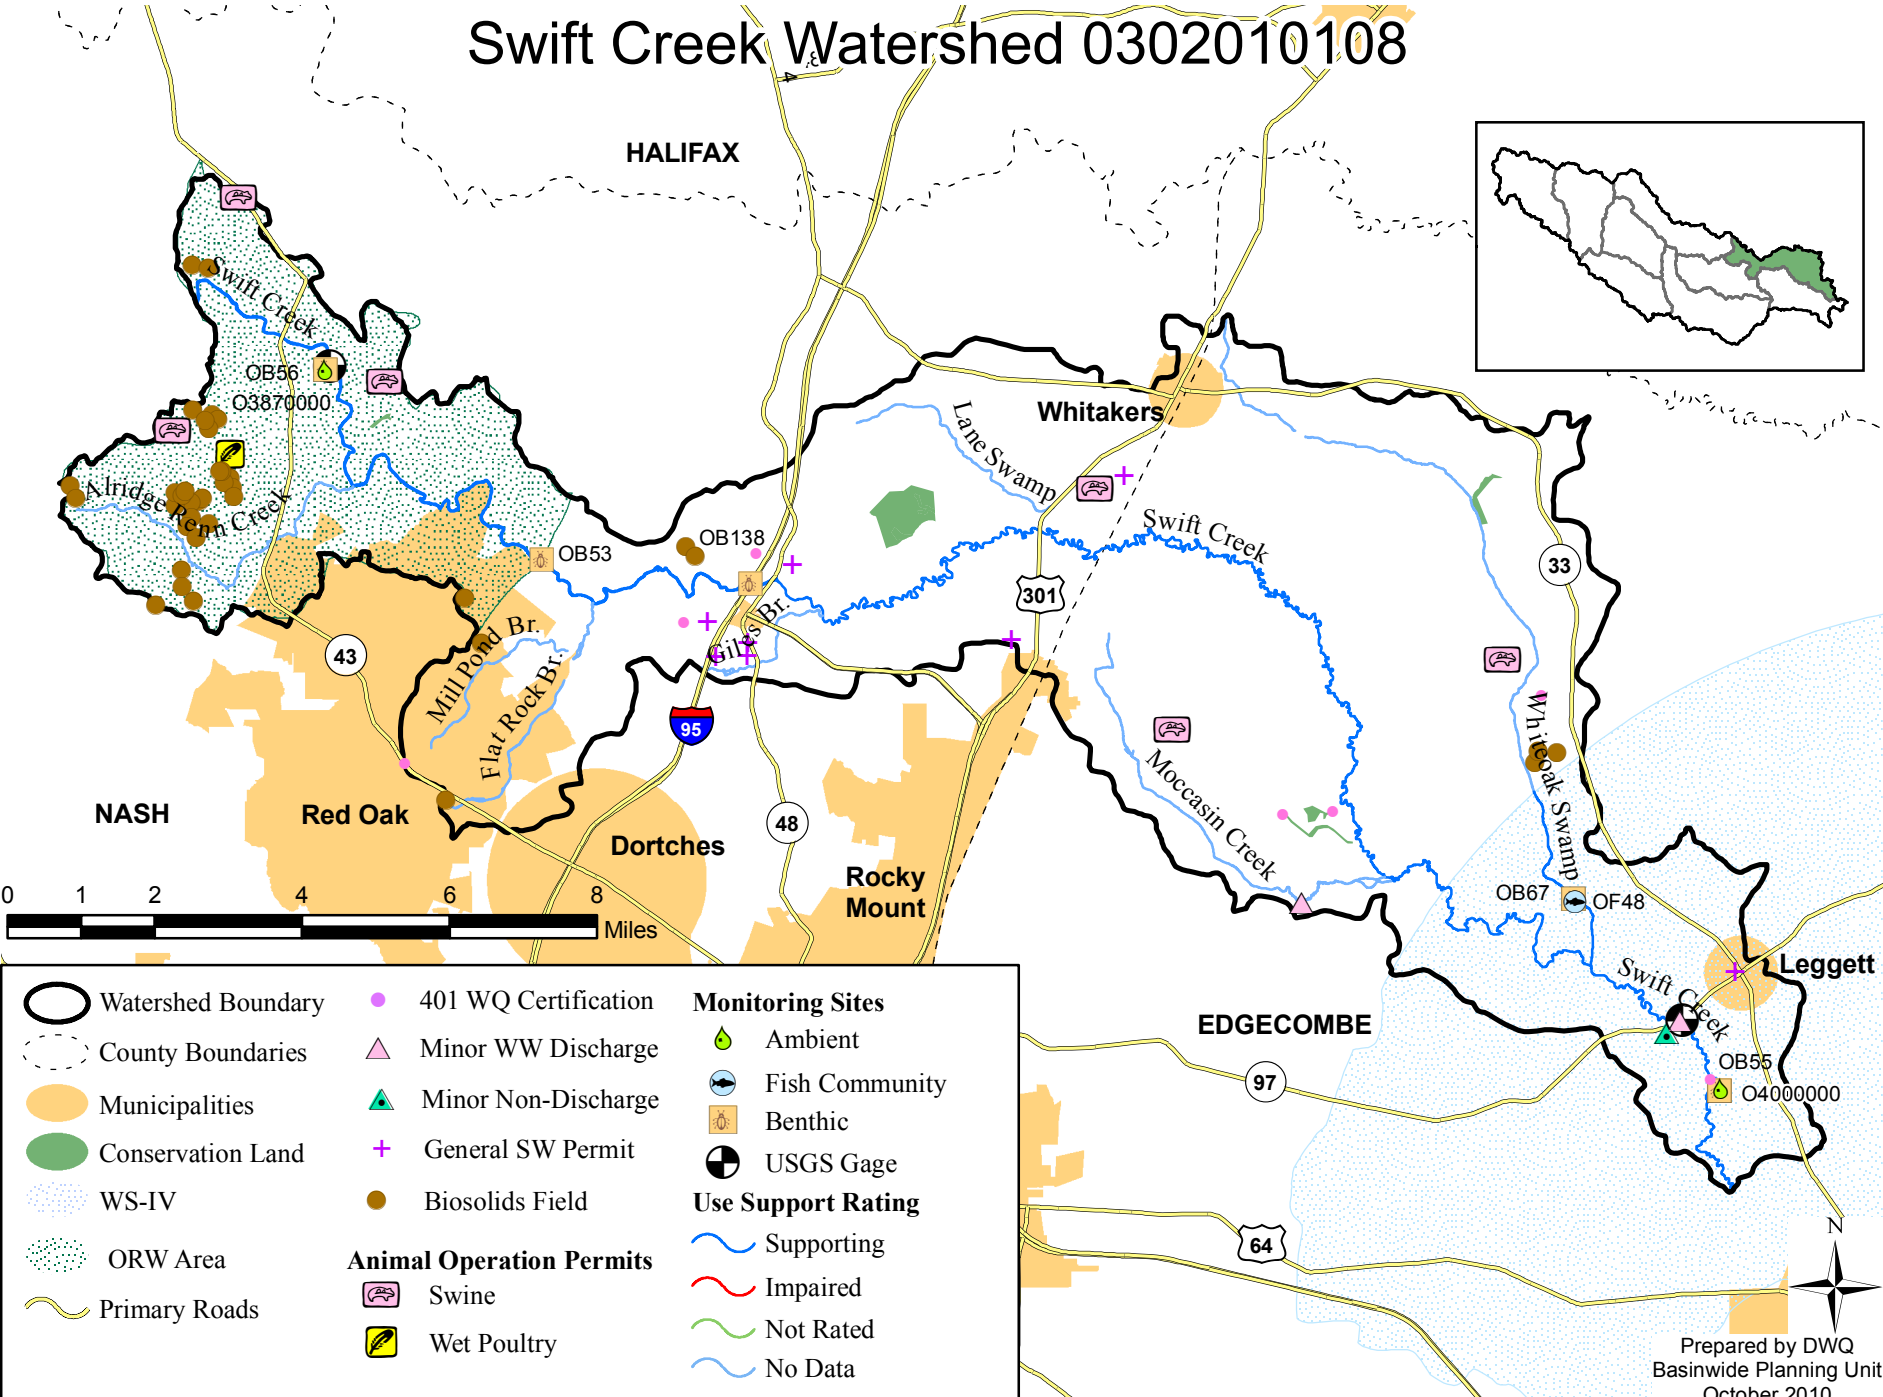 Swift Creek Watershed 0302010108
4
HALIFAX
Swift Creek
OB56
O3870000
Whitakers
Lane Swamp
Alridge Renn Creek
OB138
OB53
Swift Creek
33
301
Giles Br.
Mill Pond Br.
43
Flat Rock Br.
95
Whiteoak Swamp
Moccasin Creek
NASH
Red Oak
48
Dortches
Rocky
Mount
0 1 2 4 6 8
Miles
OB67
OF48
Swift Creek
Leggett
EDGECOMBE
OB55
97
O4000000
64
N
Watershed Boundary
County Boundaries
Municipalities
Conservation Land
WS-IV
ORW Area
Primary Roads
401 WQ Certification
Minor WW Discharge
Minor Non-Discharge
General SW Permit
Biosolids Field
Animal Operation Permits
Swine
Wet Poultry
Monitoring Sites
Ambient
Fish Community
Benthic
USGS Gage
Use Support Rating
Supporting
Impaired
Not Rated
No Data
Prepared by DWQ
Basinwide Planning Unit
October 2010